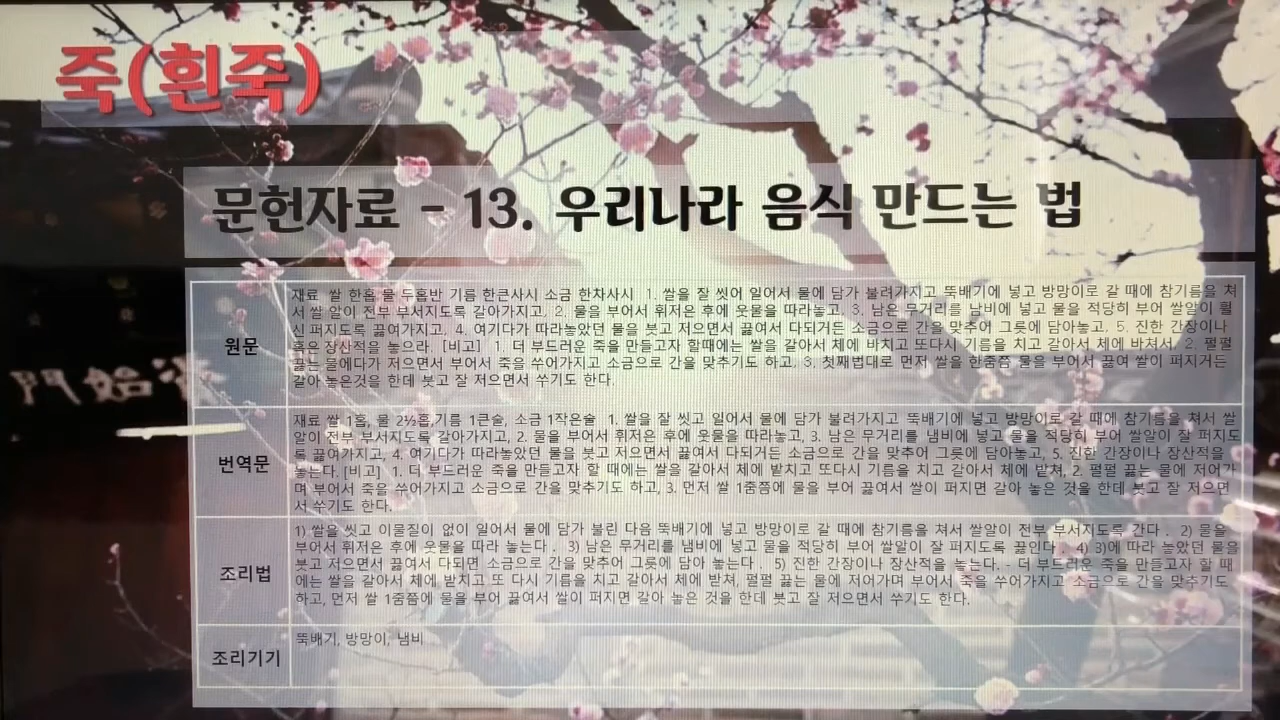 죽(흰죽)
문헌자료 - 13. 우리나라 음식 만드는 법
원문
재료 쌀 한홉 물 두홉반 기름 한큰사시 소금 한차사시 1. 쌀을 잘 씻어 일어서 물에 담가 불려가지고 뚝배기에 넣고 방망이로 갈 때에 참기름을 쳐
서 쌀 알이 전부 부서지도록 갈아가지고. 2. 물을 부어서 휘저은 후에 웃물을 따라놓고. 3. 남은 무거리를 남비에 넣고 물을 적당히 부어 쌀알이 훨
신 퍼지도록 끓여가지고. 4. 여기다가 따라놓았던 물을 붓고 저으면서 끓여서 다되거든 소금으로 간을 맞추어 그릇에 담아놓고. 5. 진한 간장이나
혹은 장산적을 놓으라. [비고] 1. 더 부드러운 죽을 만들고자 할때에는 쌀을 갈아서 체에 바치고 또다시 기름을 치고 갈아서 체에 바쳐서. 2. 펄펄
끓는 물에다가 저으면서 부어서 죽을 쑤어가지고 소금으로 간을 맞추기도 하고. 3. 첫째법대로 먼저 쌀을 한줌쯤 물을 부어서 끓여 쌀이 퍼지거든
갈아 놓은것을 한데 붓고 잘 저으면서 쑤기도 한다.
번역문
재료 쌀 1홉, 물 2½홉,기름 1큰술, 소금 1작은술 1. 쌀을 잘 씻고 일어서 물에 담가 불려가지고 뚝배기에 넣고 방망이로 갈 때에 참기름을 쳐서 쌀
알이 전부 부서지도록 갈아가지고, 2. 물을 부어서 휘저은 후에 웃물을 따라놓고, 3. 남은 무거리를 냄비에 넣고 물을 적당히 부어 쌀알이 잘 퍼지도
록 끓여가지고, 4. 여기다가 따라놓았던 물을 붓고 저으면서 끓여서 다되거든 소금으로 간을 맞추어 그릇에 담아놓고, 5. 진한 간장이나 장산적을
놓는다. [비고] 1. 더 부드러운 죽을 만들고자 할 때에는 쌀을 갈아서 체에 밭치고 또다시 기름을 치고 갈아서 체에 밭쳐, 2. 펄펄 끓는 물에 저어가
며 부어서 죽을 쑤어가지고 소금으로 간을 맞추기도 하고, 3. 먼저 쌀 1줌쯤에 물을 부어 끓여서 쌀이 퍼지면 갈아 놓은 것을 한데 붓고 잘 저으면
서 쑤기도 한다.
조리법
1) 쌀을 씻고 이물질이 없이 일어서 물에 담가 불린 다음 뚝배기에 넣고 방망이로 갈 때에 참기름을 쳐서 쌀알이 전부 부서지도록 간다 . 2) 물을
부어서 휘저은 후에 웃물을 따라 놓는다 . 3) 남은 무거리를 냄비에 넣고 물을 적당히 부어 쌀알이 잘 퍼지도록 끓인다 . 4) 3)에 따라 놓았던 물을
붓고 저으면서 끓여서 다되면 소금으로 간을 맞추어 그릇에 담아 놓는다 . 5) 진한 간장이나 장산적을 놓는다. - 더 부드러운 죽을 만들고자 할 때
에는 쌀을 갈아서 체에 밭치고 또 다시 기름을 치고 갈아서 체에 받쳐, 펄펄 끓는 물에 저어가며 부어서 죽을 쑤어가지고 소금으로 간을 맞추기도
하고, 먼저 쌀 1줌쯤에 물을 부어 끓여서 쌀이 퍼지면 갈아 놓은 것을 한데 붓고 잘 저으면서 쑤기도 한다.
조리기기
뚝배기, 방망이, 냄비